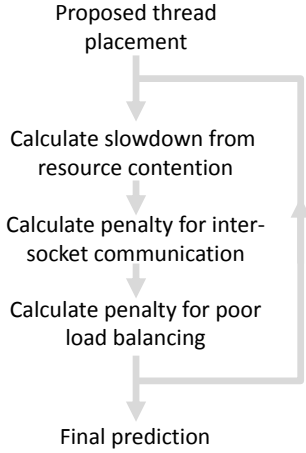 Proposed thread
placement
Calculate slowdown from
resource contention
Calculate penalty for inter-
socket communication
Calculate penalty for poor
load balancing
Final prediction